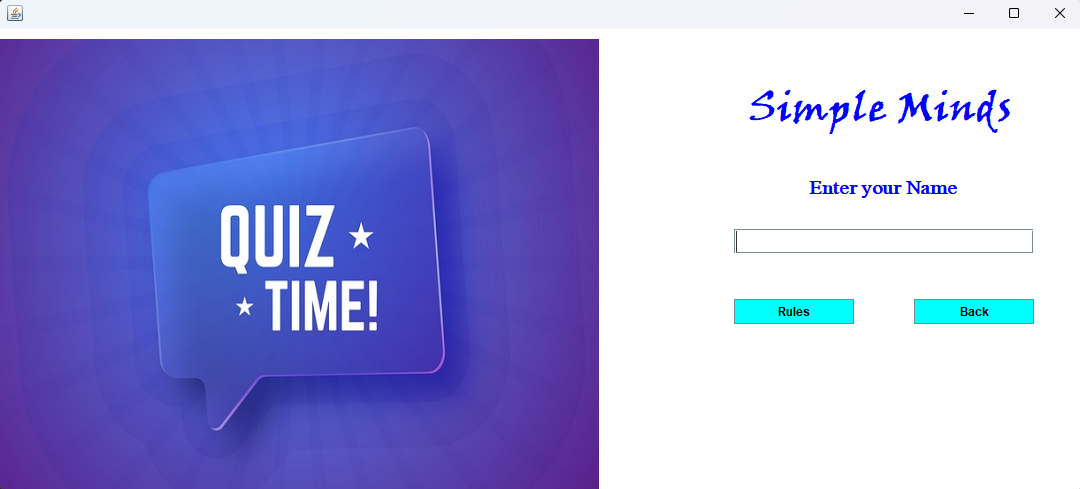 QUIZ
TIME!
Simple Minds
Enter your Name
Rules
Back